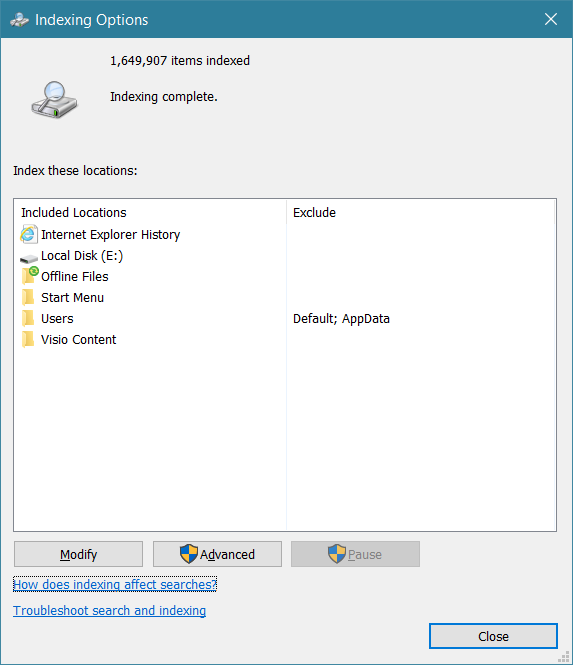 Indexing Options
1,649,907 items indexed
Indexing complete.
Index these locations:
Included Locations Exclude
Internet Explorer History
Local Disk (E:)
Offline Files
Start Menu
Users Default; AppData
Visio Content
Modify Advanced Pause
How does indexing affect searches?
Troubleshoot search and indexing
Close